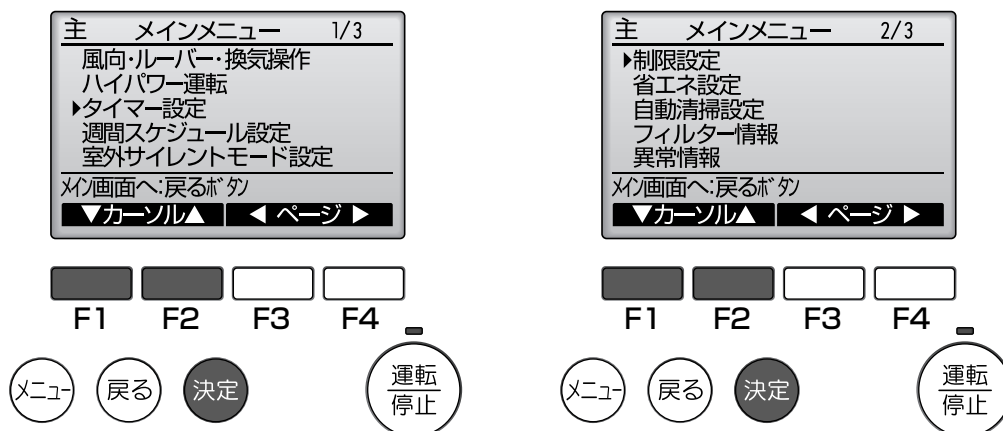 主 メインメニュー 1/3
風向・ルーバー・換気操作
ハイパワー運転
▶タイマー設定
週間スケジュール設定
室外サイレントモード設定
メイン画面へ:戻るボタン
▼カーソル▲ ◀ ページ ▶
F1 F2 F3 F4
メニュー 戻る 決定 運転
停止
主 メインメニュー 2/3
▶制限設定
省エネ設定
自動清掃設定
フィルター情報
異常情報
メイン画面へ:戻るボタン
▼カーソル▲ ◀ ページ ▶
F1 F2 F3 F4
メニュー 戻る 決定 運転
停止